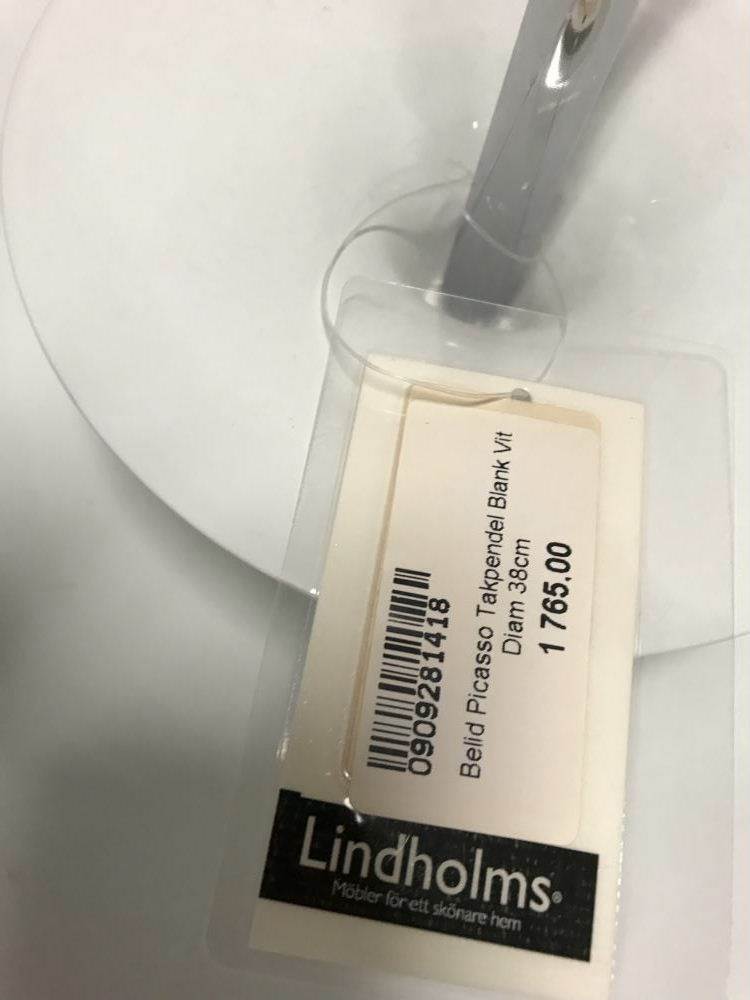 0909281418
Belid Picasso Takpendel Blank Vit
Diam 38cm
1 765,00
Lindholms®
Möbler för ett skönare hem